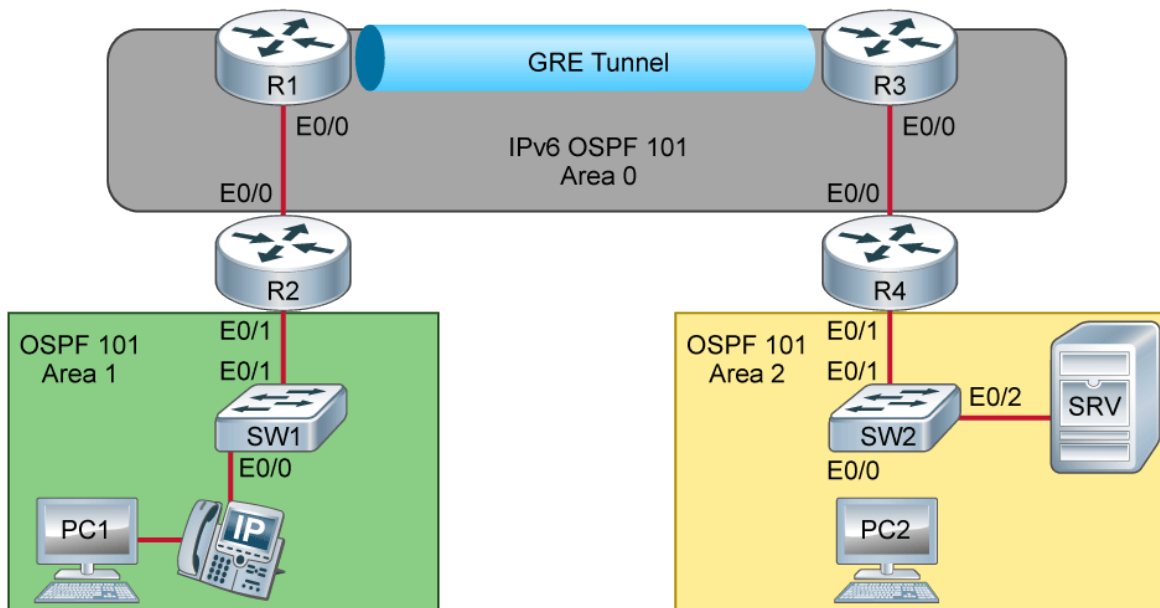 GRE Tunnel
R1
R3
E0/0
E0/0
IPv6 OSPF 101
Area 0
E0/0
E0/0
R2
R4
OSPF 101
Area 1
E0/1
E0/1
SW1
E0/0
PC1
IP
OSPF 101
Area 2
E0/1
E0/1
E0/2
SRV
SW2
E0/0
PC2